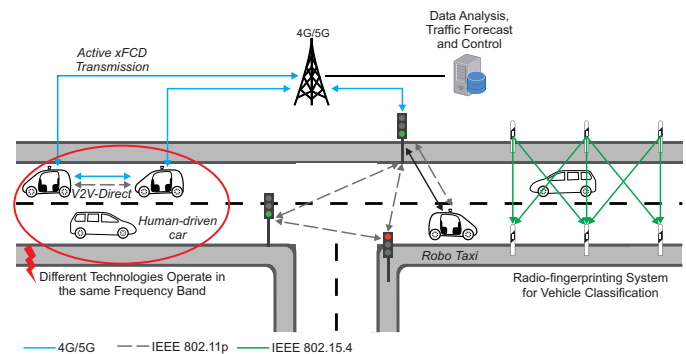 Data Analysis,
Traffic Forecast
and Control
4G/5G
Active xFCD
Transmission
V2V-Direct
Human-driven
car
Robo Taxi
Different Technologies Operate in
the same Frequency Band
Radio-fingerprinting System
for Vehicle Classification
4G/5G
IEEE 802.11p
IEEE 802.15.4